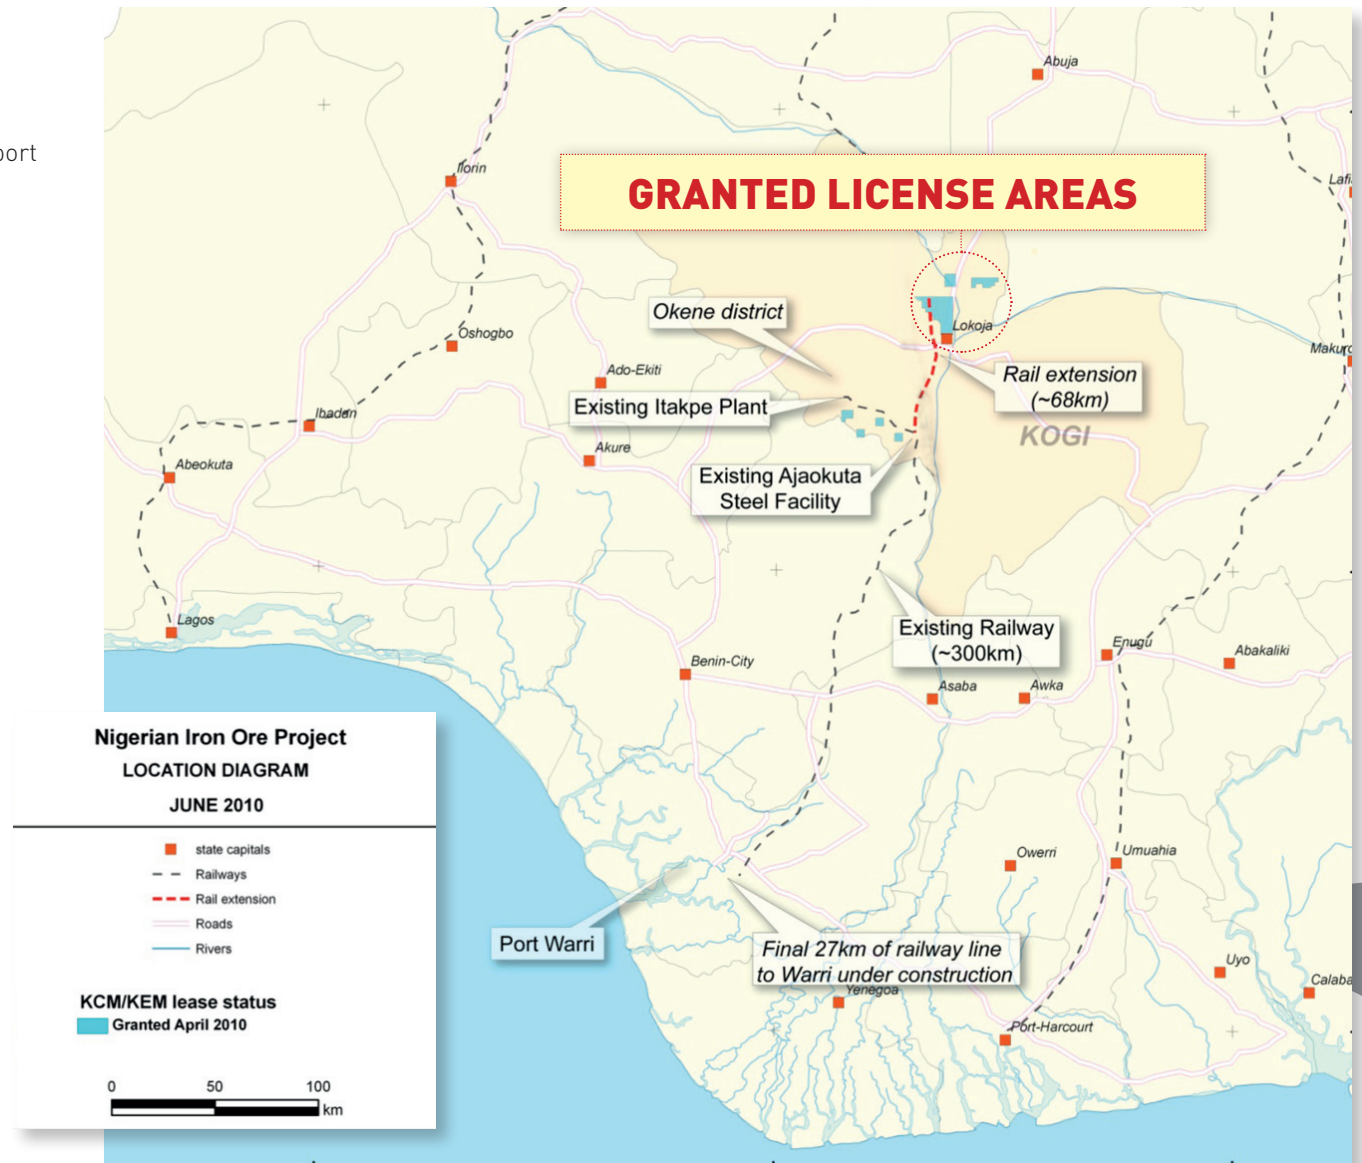 port
Abuja
Ilorin
GRANTED LICENSE AREAS
Okene district
Lokoja
Oshogbo
Ado-Ekiti
Rail extension
(~68km)
Existing Itakpe Plant
KOGI
Ibadan
Akure
Abeokuta
Existing Ajaokuta
Steel Facility
Lagos
Existing Railway
(~300km)
Enugu
Abakaliki
Benin-City
Asaba
Awka
Nigerian Iron Ore Project
LOCATION DIAGRAM
JUNE 2010
state capitals
Railways
Rail extension
Roads
Rivers
KCM/KEM lease status
Granted April 2010
0 50 100
km
Owerri
Umuahia
Port Warri
Final 27km of railway line
to Warri under construction
Yenegoa
Uyo
Port-Harcourt